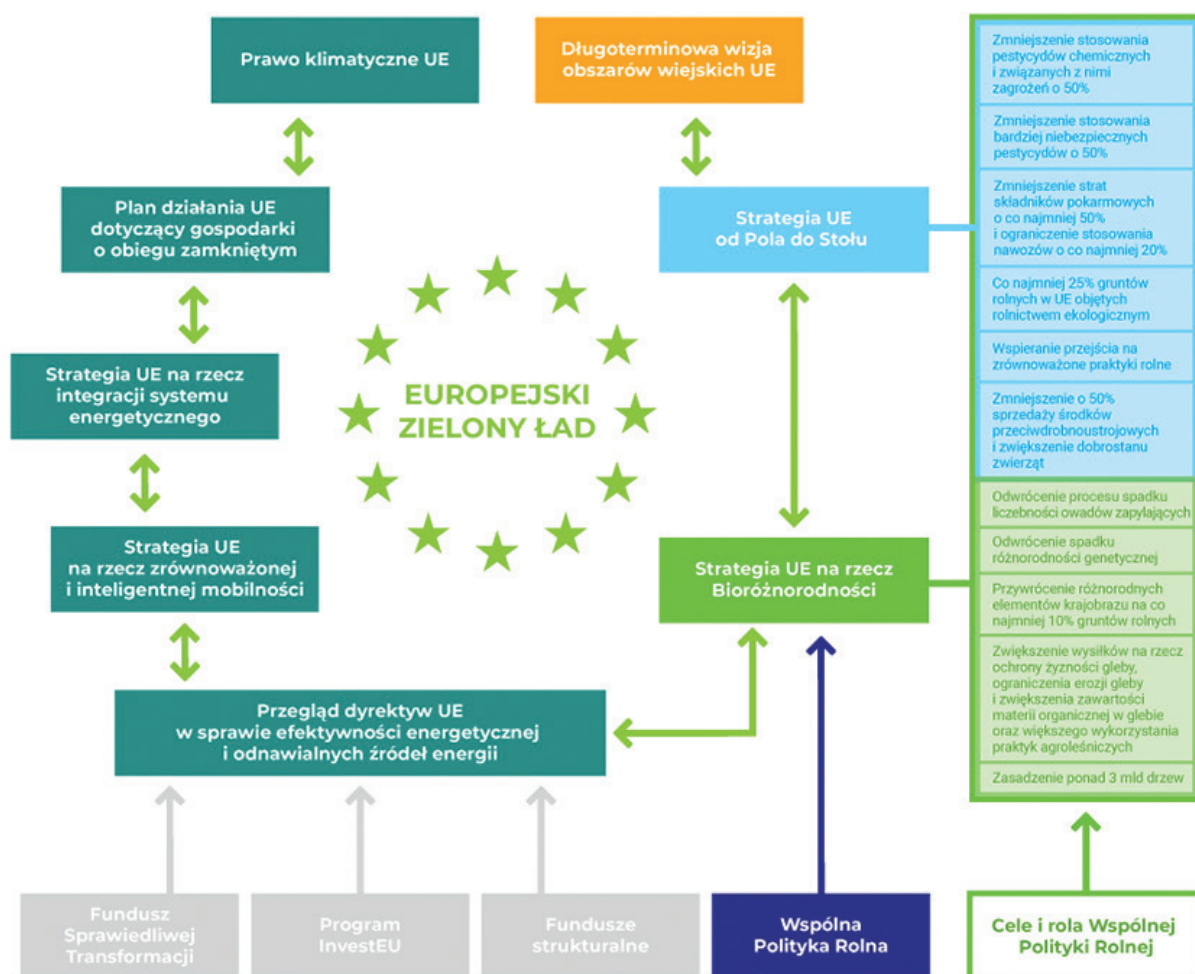 Prawo klimatyczne UE
Długoterminowa wizja
obszarów wiejskich UE
Plan działania UE
dotyczący gospodarki
o obiegu zamkniętym
Strategia UE
od Pola do Stołu
Strategia UE na rzecz
integracji systemu
energetycznego
EUROPEJSKI
ZIELONY ŁAD
Strategia UE
na rzecz zrównoważonej
i inteligentnej mobilności
Strategia UE na rzecz
Bioróżnorodności
Przegląd dyrektyw UE
w sprawie efektywności energetycznej
i odnawialnych źródeł energii
Fundusz
Sprawiedliwej
Transformacji
Program
InvestEU
Fundusze
strukturalne
Wspólna
Polityka Rolna
Zmniejszenie stosowania
pestycydów chemicznych
i związanych z nimi
zagrożeń o 50%
Zmniejszenie stosowania
bardziej niebezpiecznych
pestycydów o 50%
Zmniejszenie strat
składników pokarmowych
o co najmniej 50%
i ograniczenie stosowania
nawozów o co najmniej 20%
Co najmniej 25% gruntów
rolnych w UE objętych
rolnictwem ekologicznym
Wspieranie przejścia na
zrównoważone praktyki rolne
Zmniejszenie o 50%
sprzedaży środków
przeciwdrobnoustrojowych
i zwiększenie dobrostanu
zwierząt
Odwrócenie procesu spadku
liczebności owadów zapylających
Odwrócenie spadku
różnorodności genetycznej
Przywrócenie różnorodnych
elementów krajobrazu na co
najmniej 10% gruntów rolnych
Zwiększenie wysiłków na rzecz
ochrony żyzności gleby,
ograniczenia erozji gleby
i zwiększenia zawartości
materii organicznej w glebie
oraz większego wykorzystania
praktyk agroleśniczych
Zasadzenie ponad 3 mld drzew
Cele i rola Wspólnej
Polityki Rolnej